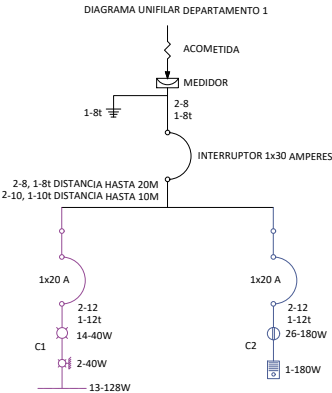 DIAGRAMA UNIFILAR DEPARTAMENTO 1
ACOMETIDA
MEDIDOR
1-8t
2-8
1-8t
INTERRUPTOR 1x30 AMPERES
2-8, 1-8t DISTANCIA HASTA 20M
2-10, 1-10t DISTANCIA HASTA 10M
1x20 A
2-12
1-12t
14-40W
C1
2-40W
13-128W
1x20 A
2-12
1-12t
26-180W
C2
1-180W